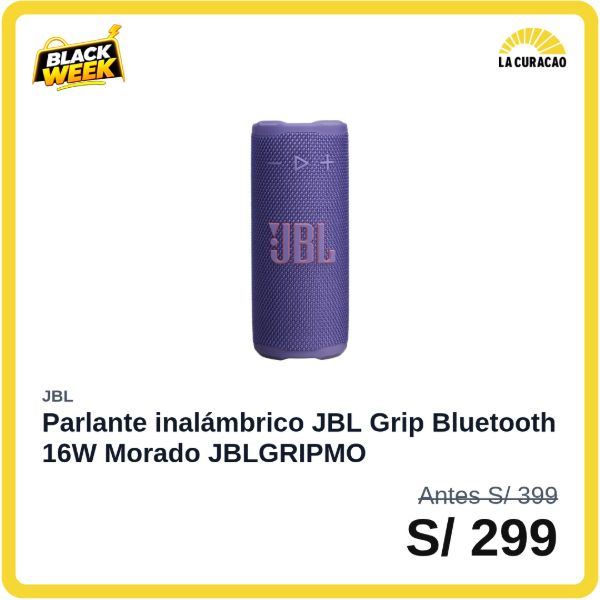 BLACK
WEEK
LA CURACAO
JBL
JBL
Parlante inalámbrico JBL Grip Bluetooth
16W Morado JBLGRIPMO
Antes S/ 399
S/ 299